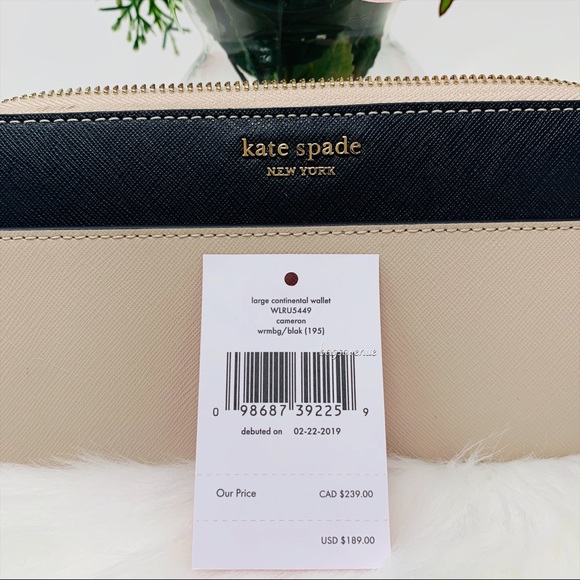 kate spade
NEW YORK
large continental wallet
WLRU5449
cameron
wrmbg/blak (195)
0 98687 39225 9
debuted on 02-22-2019
Our Price CAD $239.00
USD $189.00